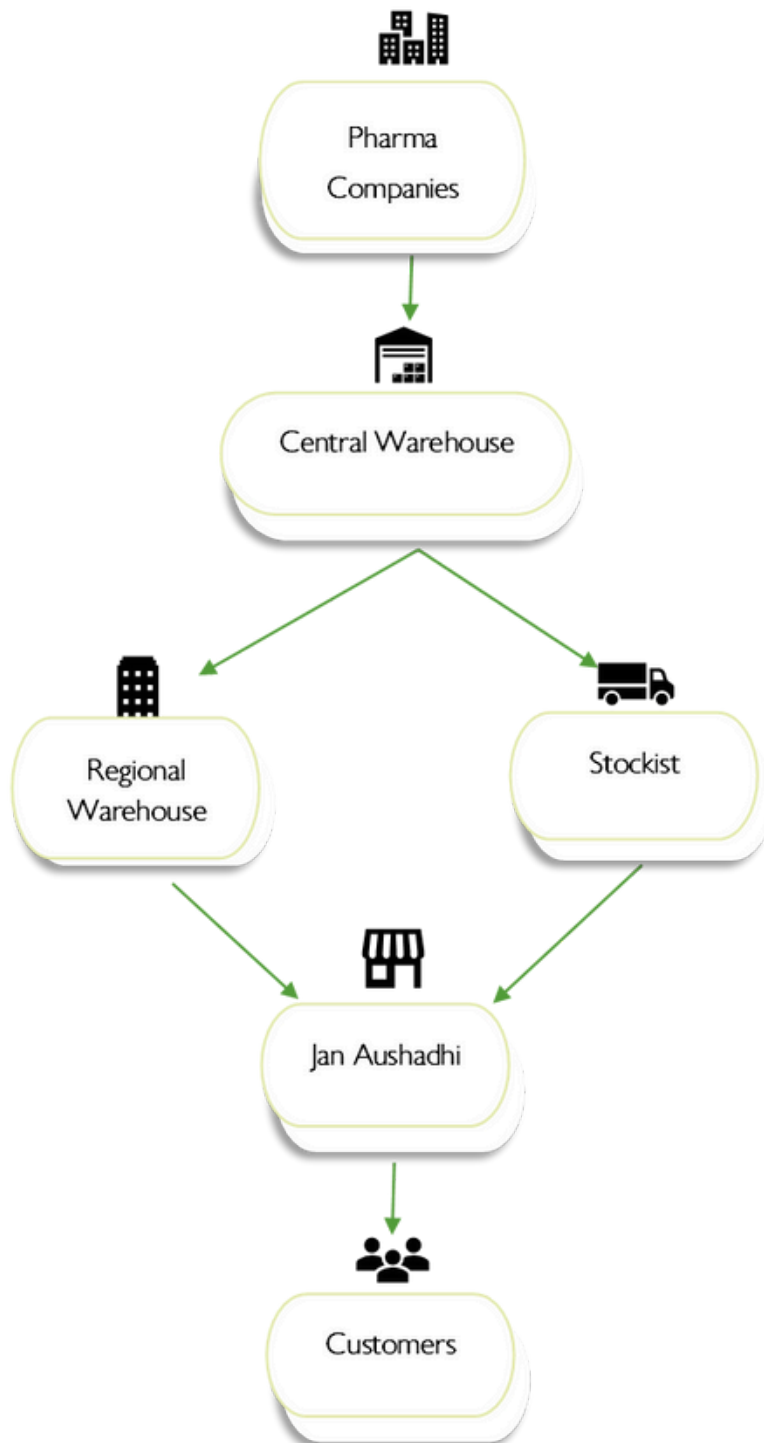 Pharma
Companies
Central Warehouse
Regional
Warehouse
Stockist
Jan Aushadhi
Customers